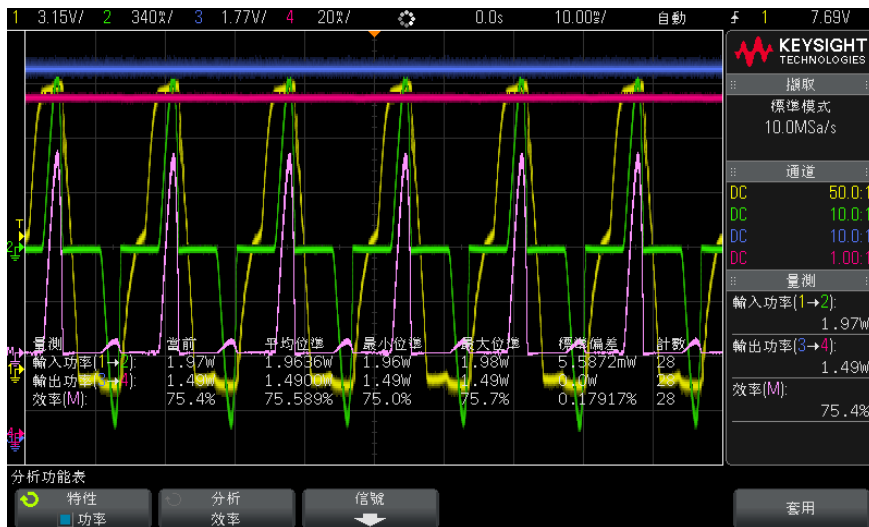 1 3.15V/ 2 340㎷/ 3 1.77V/ 4 20㎷/ 0.0s 10.00㎳/ 自動 1 7.69V
KEYSIGHT
TECHNOLOGIES
擷取
標準模式
10.0MSa/s
通道
DC 50.0:1
DC 10.0:1
DC 10.0:1
DC 1.00:1
量測
輸入功率(1→2):
1.97W
輸出功率(3→4):
1.49W
效率(M):
75.4%
T
2
M
量測 當前 平均位準 最小位準 最大位準 標準偏差 計數
輸入功率(1→2) 1.97W 1.9636W 1.96W 1.98W 5.5872mW 28
輸出功率(3→4) 1.49W 1.4900W 1.49W 1.49W 0.0W 28
效率(M) 75.4% 75.589% 75.0% 75.7% 0.17917% 28
分析功能表
特性
功率
分析
效率
信號
套用